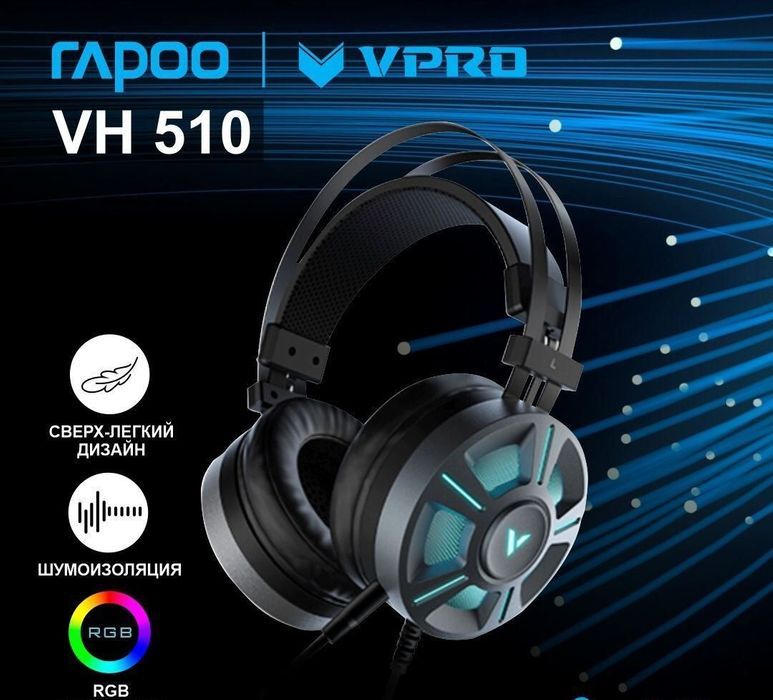 rapoo VPRO
VH 510
L
СВЕРХ-ЛЕГКИЙ
ДИЗАЙН
ШУМОИЗОЛЯЦИЯ
RGB
RGB